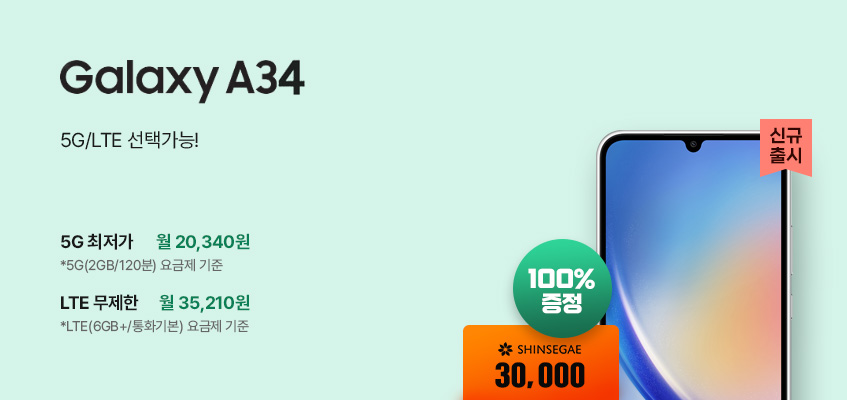 Galaxy A34
5G/LTE 선택가능!
5G 최저가 월 20,340원
*5G(2GB/120분) 요금제 기준
LTE 무제한 월 35,210원
*LTE(6GB+/통화기본) 요금제 기준
신규
출시
100%
증정
SHINSEGAE
30,000